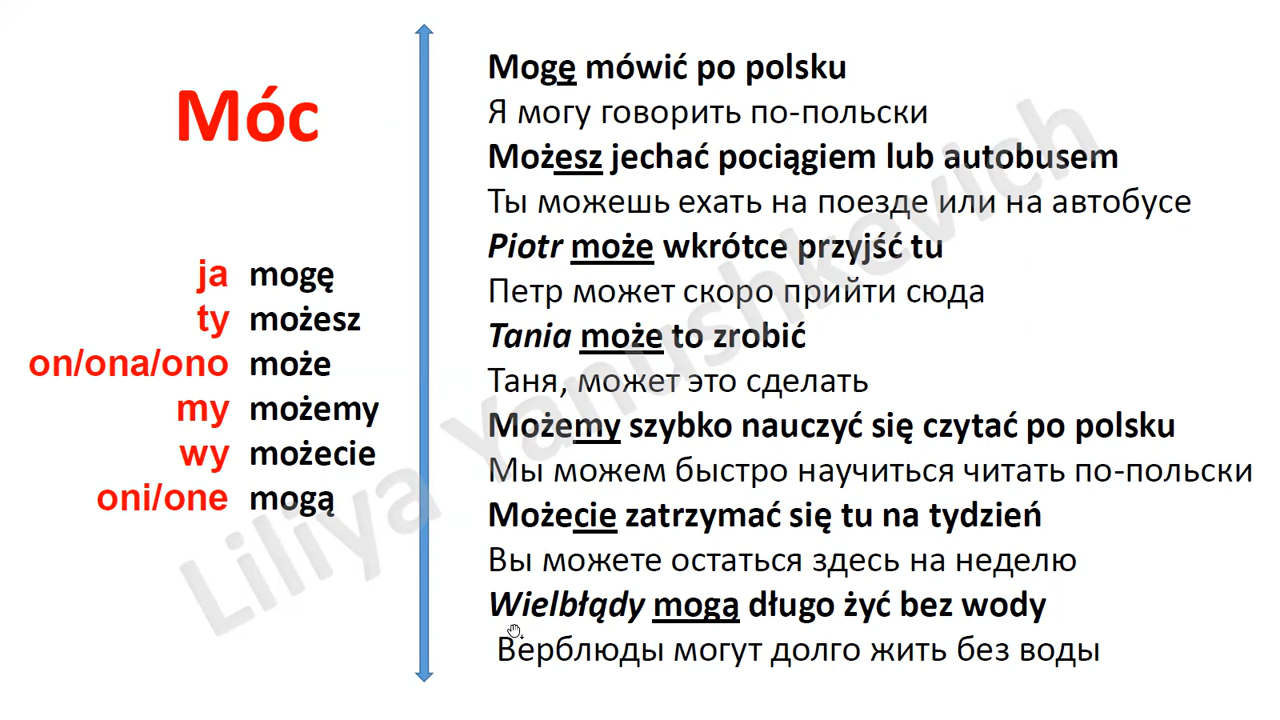 Móc
ja mogę
ty możesz
on/ona/ono może
my możemy
wy możecie
oni/one mogą
Mogę mówić po polsku
Я могу говорить по-польски
Możesz jechać pociągiem lub autobusem
Ты можешь ехать на поезде или на автобусе
Piotr może wkrótce przyjść tu
Петр может скоро прийти сюда
Tania może to zrobić
Таня, может это сделать
Możemy szybko nauczyć się czytać po polsku
Мы можем быстро научиться читать по-польски
Możecie zatrzymać się tu na tydzień
Вы можете остаться здесь на неделю
Wielbłądy mogą długo żyć bez wody
Верблюды могут долго жить без воды
Liliya Yanushkevich